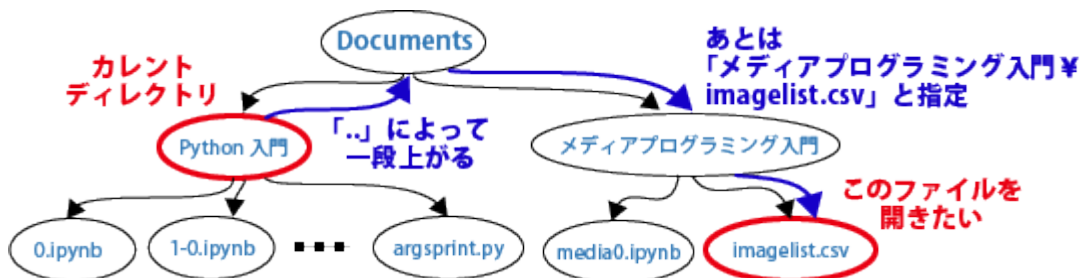 Documents
カレント
ディレクトリ
あとは
「メディアプログラミング入門¥
imagelist.csv」と指定
「..」によって
一段上がる
Python 入門
メディアプログラミング入門
このファイルを
開きたい
0.ipynb
1-0.ipynb
argsprint.py
media0.ipynb
imagelist.csv